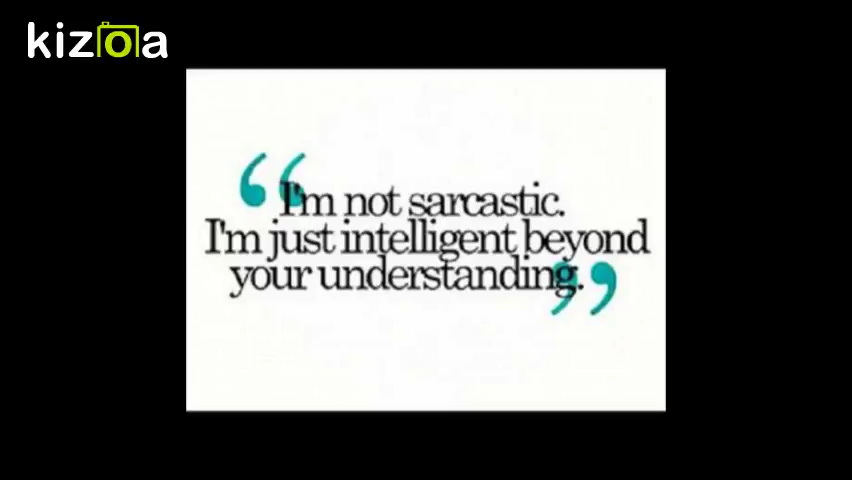 kizoa
“I'm not sarcastic.
I'm just intelligent beyond
your understanding.”